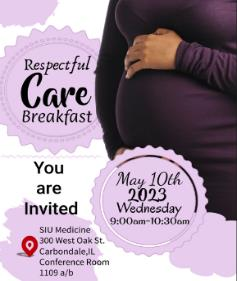 Respectful
Care
Breakfast
You
are
Invited
May 10th
2023
Wednesday
9:00am-10:30am
SIU Medicine
300 West Oak St.
Carbondale,IL
Conference Room
1109 a/b